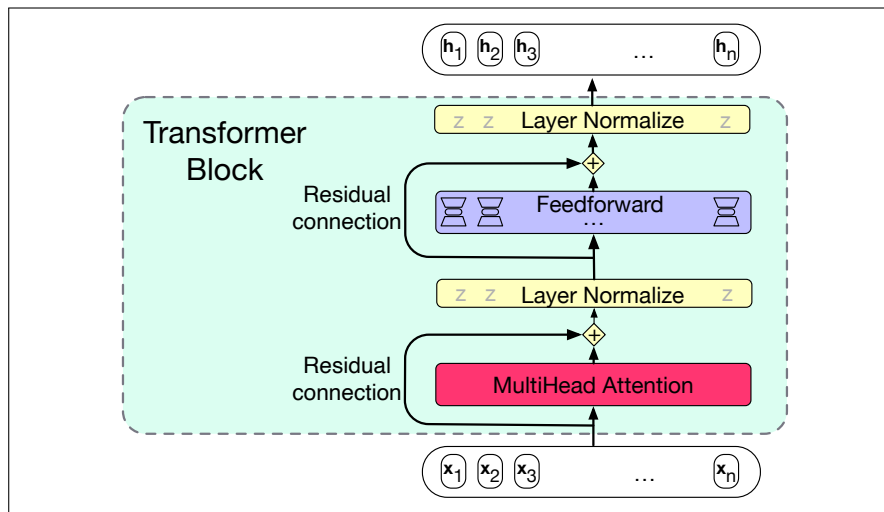 h1 h2 h3 ... hn
Transformer
Block
z z Layer Normalize z
+
Residual
connection
Feedforward
...
z z Layer Normalize z
+
Residual
connection
MultiHead Attention
x1 x2 x3 ... xn